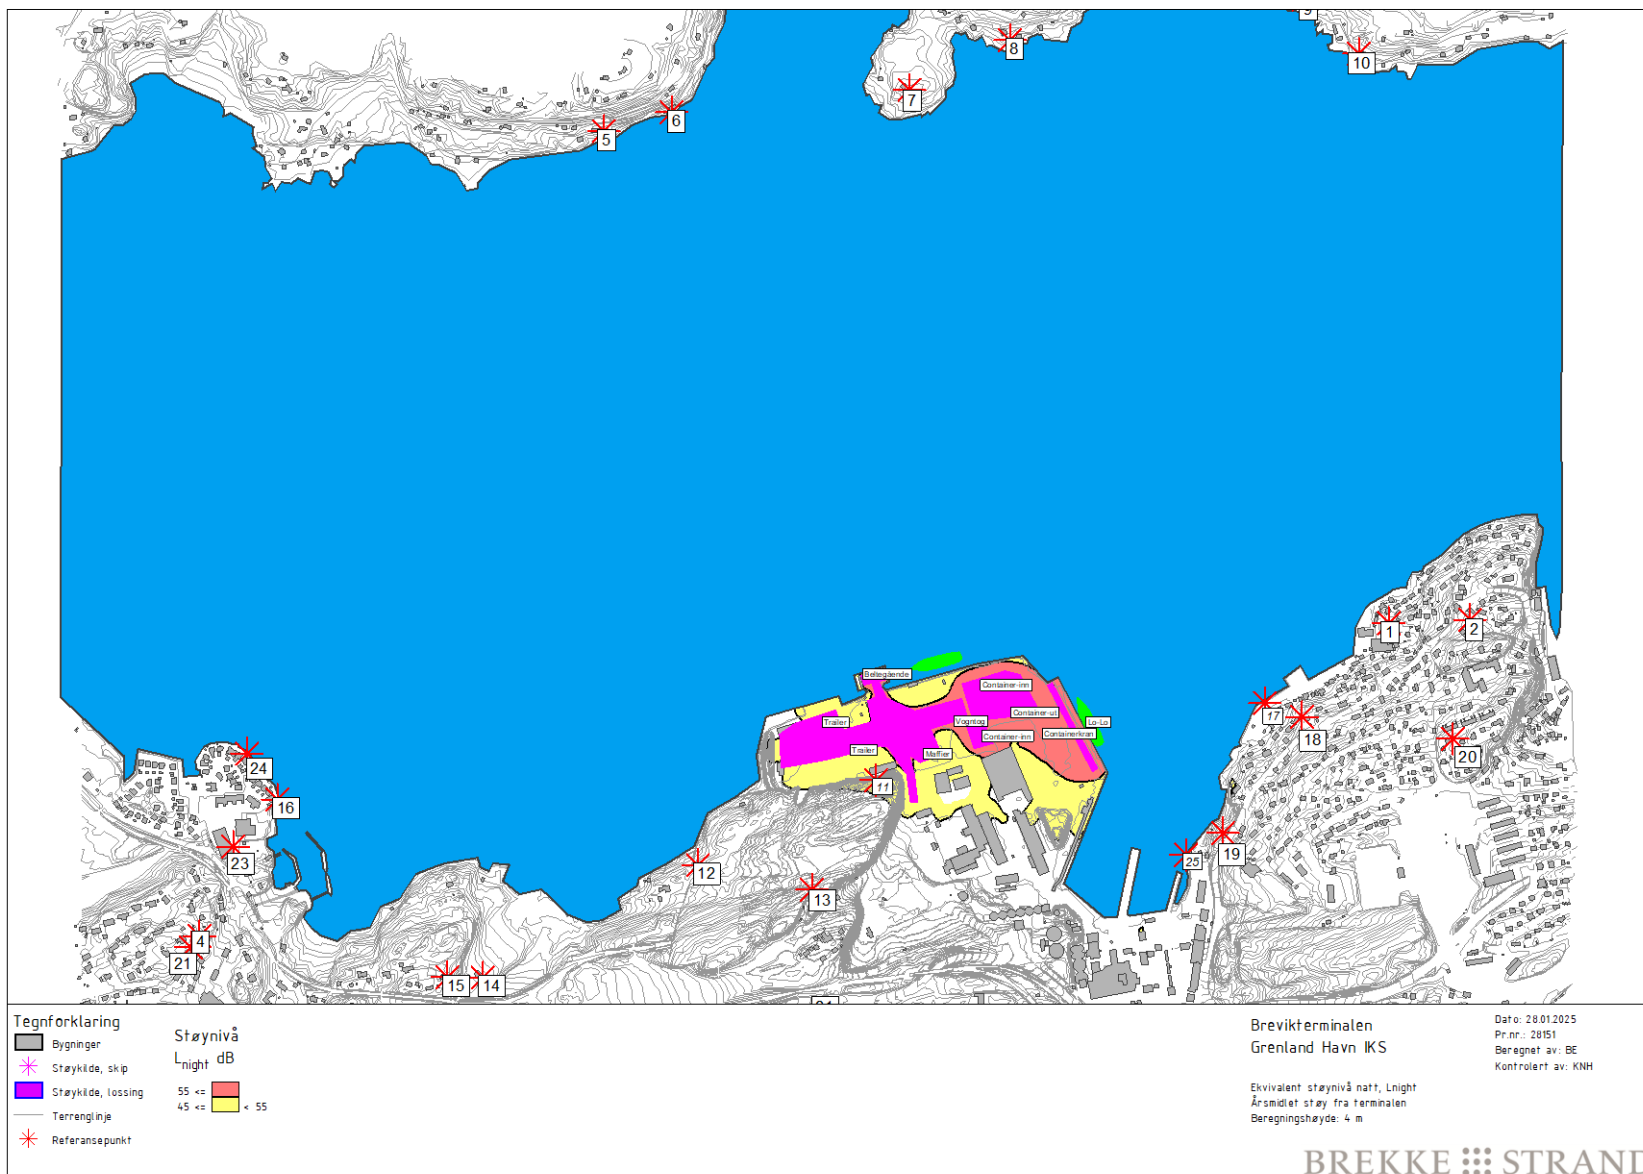 9
8
10
7
6
5
1
2
Beltegående
Container-inn
17
18
Container-ut
Lo-Lo
Trailer
Vogntog
Containerkran
Container-inn
Trailer
Maffier
20
24
11
16
19
23
25
12
13
4
21
15
14
Tegnforklaring
Bygninger
Støykilde, skip
Støykilde, lossing
Terrenglinje
Referansepunkt
Støynivå
Lnight dB
55 <=
45 <= < 55
Brevikterminalen
Grenland Havn IKS
Ekvivalent støynivå natt, Lnight
Årsmidlet støy fra terminalen
Beregningshøyde: 4 m
Dato: 28.01.2025
Pr.nr.: 28151
Beregnet av: BE
Kontrolert av: KNH
BREKKE STRAND